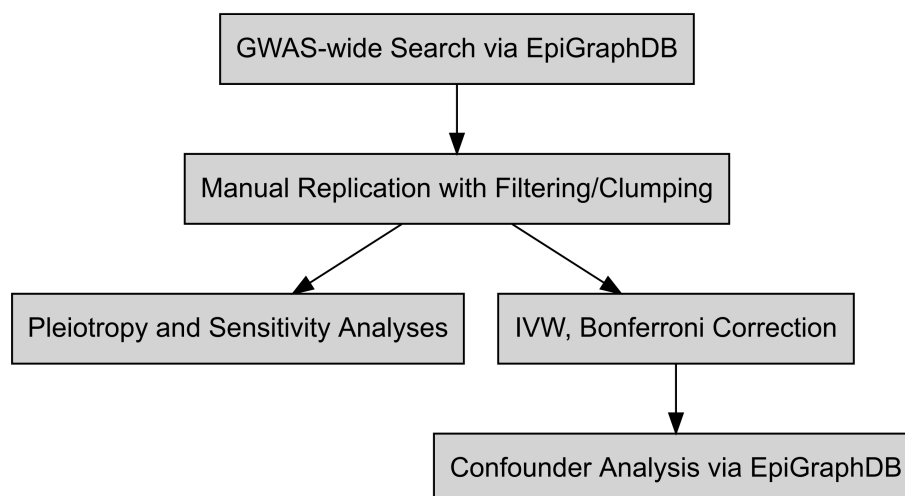 GWAS-wide Search via EpiGraphDB
Manual Replication with Filtering/Clumping
Pleiotropy and Sensitivity Analyses
IVW, Bonferroni Correction
Confounder Analysis via EpiGraphDB